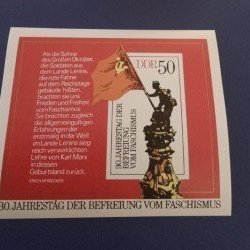 Als die Söhne
des Großen Oktober,
die Soldaten aus
dem Lande Lenins,
die rote Fahne
auf des Reichstags
gebäude hißten,
brachten sie uns
Frieden und Freiheit
vom Faschismus.
Sie brachten zugleich
die allgemeingültigen
Erfahrungen der
erstmalig in der Welt
im Lande Lenins sieg-
reich verwirklichten
Lehre von Karl Marx
in dessen
Geburtsland zurück.
ERICH HONECKER
DDR 50
30. JAHRESTAG DER
BEFREIUNG
VOM FASCHISMUS
30. JAHRESTAG DER BEFREIUNG VOM FASCHISMUS